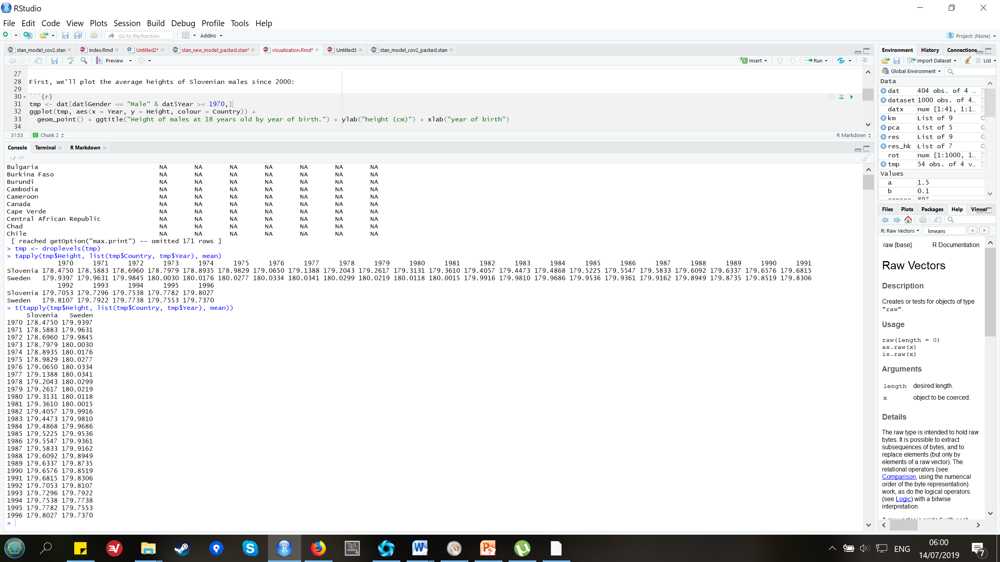 RStudio
File Edit Code View Plots Session Build Debug Profile Tools Help
Go to file/function Addins Project: (None)
stan_model_cov2.stan index.Rmd Untitled2* stan_new_model_packed.stan* visualization.Rmd* Untitled3 stan_model_cov2_packed.stan
ABC Preview Insert Run
27
28 First, we'll plot the average heights of Slovenian males since 2000:
29
30 ```{r}
31 tmp <- dat[dat$Gender == "Male" & dat$Year >= 1970,]
32 ggplot(tmp, aes(x = Year, y = Height, colour = Country)) +
33 geom_point() + ggtitle("Height of males at 18 years old by year of birth.") + ylab("height (cm)") + xlab("year of birth")
34
31:53 Chunk 2 R Markdown
Console Terminal R Markdown
~/
Bulgaria NA NA NA NA NA NA NA
Burkina Faso NA NA NA NA NA NA NA
Burundi NA NA NA NA NA NA NA
Cambodia NA NA NA NA NA NA NA
Cameroon NA NA NA NA NA NA NA
Canada NA NA NA NA NA NA NA
Cape Verde NA NA NA NA NA NA NA
Central African Republic NA NA NA NA NA NA NA
Chad NA NA NA NA NA NA NA
Chile NA NA NA NA NA NA NA
[ reached getOption("max.print") -- omitted 171 rows ]
> tmp <- droplevels(tmp)
> tapply(tmp$Height, list(tmp$Country, tmp$Year), mean)
1970 1971 1972 1973 1974 1975 1976 1977 1978 1979 1980 1981 1982 1983 1984 1985 1986 1987 1988 1989 1990 1991
Slovenia 178.4750 178.5883 178.6960 178.7979 178.8935 178.9829 179.0650 179.1388 179.2043 179.2617 179.3131 179.3610 179.4057 179.4473 179.4868 179.5225 179.5547 179.5833 179.6092 179.6337 179.6576 179.6815
Sweden 179.9397 179.9631 179.9845 180.0030 180.0176 180.0277 180.0334 180.0341 180.0299 180.0219 180.0118 180.0015 179.9916 179.9810 179.9686 179.9536 179.9361 179.9162 179.8949 179.8735 179.8519 179.8306
1992 1993 1994 1995 1996
Slovenia 179.7053 179.7296 179.7538 179.7782 179.8027
Sweden 179.8107 179.7922 179.7738 179.7553 179.7370
> t(tapply(tmp$Height, list(tmp$Country, tmp$Year), mean))
Slovenia Sweden
1970 178.4750 179.9397
1971 178.5883 179.9631
1972 178.6960 179.9845
1973 178.7979 180.0030
1974 178.8935 180.0176
1975 178.9829 180.0277
1976 179.0650 180.0334
1977 179.1388 180.0341
1978 179.2043 180.0299
1979 179.2617 180.0219
1980 179.3131 180.0118
1981 179.3610 180.0015
1982 179.4057 179.9916
1983 179.4473 179.9810
1984 179.4868 179.9686
1985 179.5225 179.9536
1986 179.5547 179.9361
1987 179.5833 179.9162
1988 179.6092 179.8949
1989 179.6337 179.8735
1990 179.6576 179.8519
1991 179.6815 179.8306
1992 179.7053 179.8107
1993 179.7296 179.7922
1994 179.7538 179.7738
1995 179.7782 179.7553
1996 179.8027 179.7370
>
Environment History Connections
Import Dataset List
Global Environment
Data
dat 404 obs. of 4 ...
dataset 1000 obs. of 4...
datx num [1:41, 1:1...
km List of 9
pca List of 5
res List of 9
res_hk List of 7
rot num [1:1000, 1...
tmp 54 obs. of 4 v...
Values
a 1.5
b 0.1
Files Plots Packages Help Viewer
R: Raw Vectors kmeans
raw {base} R Documentation
Raw Vectors
Description
Creates or tests for objects of type
"raw".
Usage
raw(length = 0)
as.raw(x)
is.raw(x)
Arguments
length desired length.
x object to be coerced.
Details
The raw type is intended to hold raw
bytes. It is possible to extract
subsequences of bytes, and to
replace elements (but only by
elements of a raw vector). The
relational operators (see
Comparison, using the numerical
order of the byte representation)
work, as do the logical operators
(see Logic) with a bitwise
interpretation.
ENG 06:00
14/07/2019
7